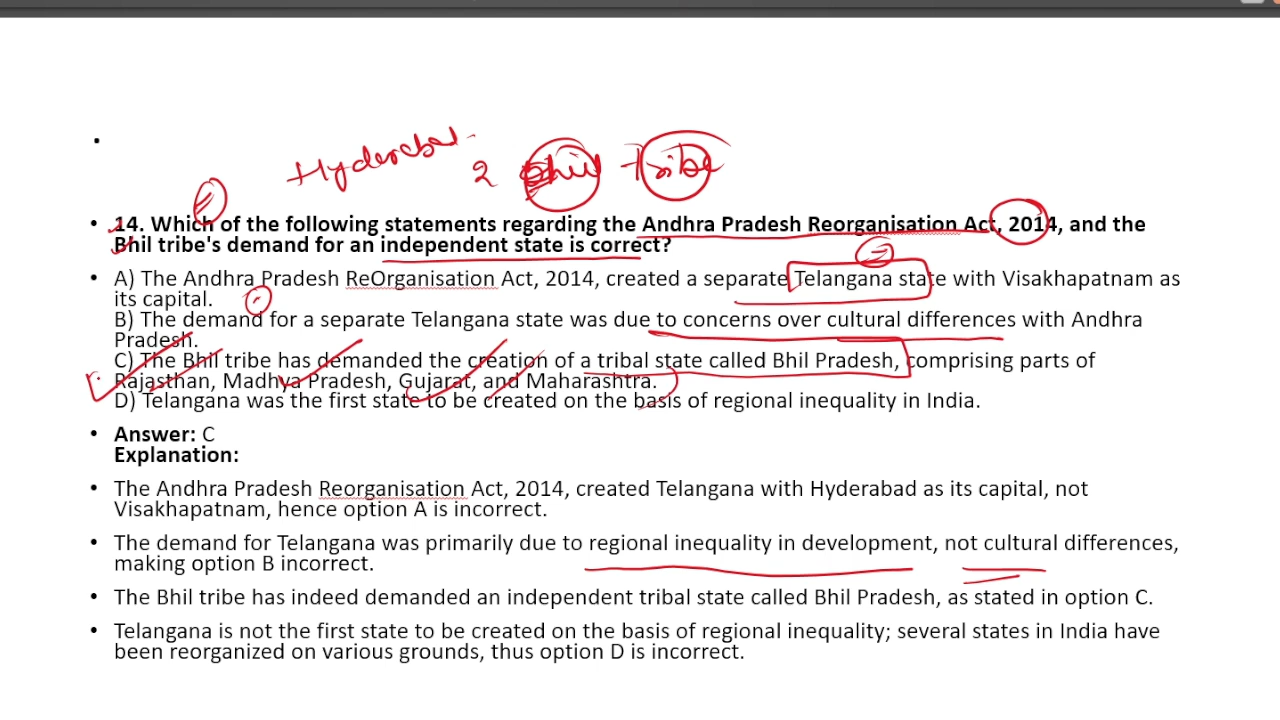 Hyderabad
2 Bhil Tribe
• 14. Which of the following statements regarding the Andhra Pradesh Reorganisation Act, 2014, and the
Bhil tribe's demand for an independent state is correct?
• A) The Andhra Pradesh ReOrganisation Act, 2014, created a separate Telangana state with Visakhapatnam as
its capital.
B) The demand for a separate Telangana state was due to concerns over cultural differences with Andhra
Pradesh.
C) The Bhil tribe has demanded the creation of a tribal state called Bhil Pradesh, comprising parts of
Rajasthan, Madhya Pradesh, Gujarat, and Maharashtra.
D) Telangana was the first state to be created on the basis of regional inequality in India.
• Answer: C
Explanation:
• The Andhra Pradesh Reorganisation Act, 2014, created Telangana with Hyderabad as its capital, not
Visakhapatnam, hence option A is incorrect.
• The demand for Telangana was primarily due to regional inequality in development, not cultural differences,
making option B incorrect.
• The Bhil tribe has indeed demanded an independent tribal state called Bhil Pradesh, as stated in option C.
• Telangana is not the first state to be created on the basis of regional inequality; several states in India have
been reorganized on various grounds, thus option D is incorrect.